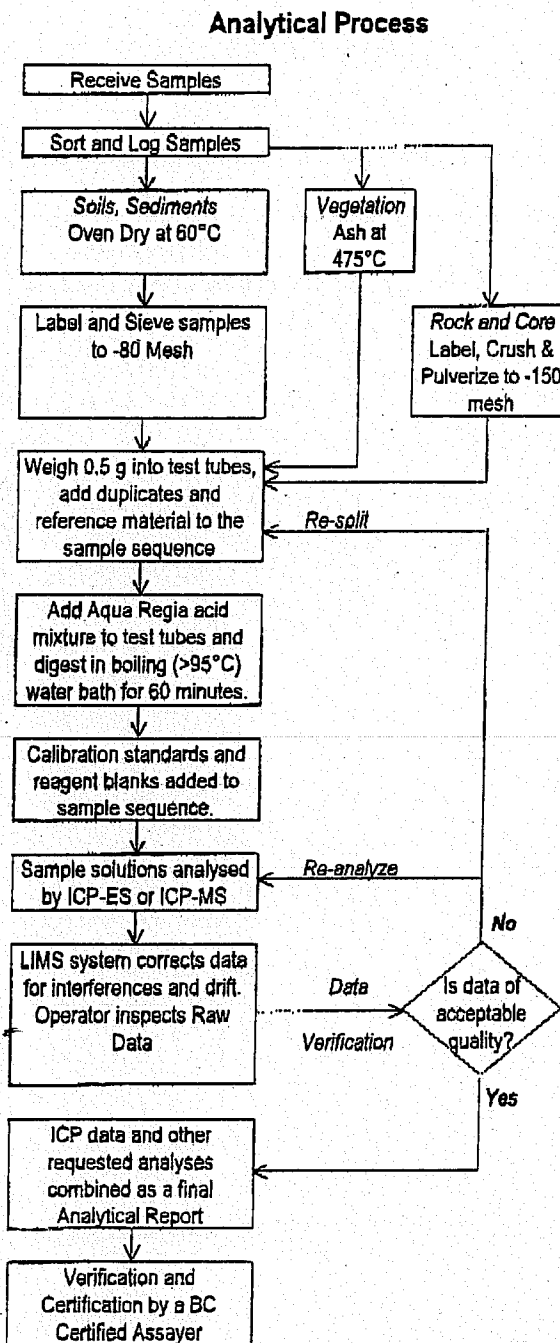 Analytical Process
Receive Samples
Sort and Log Samples
Soils, Sediments
Oven Dry at 60°C
Vegetation
Ash at
475°C
Label and Sieve samples
to -80 Mesh
Rock and Core
Label, Crush &
Pulverize to -150
mesh
Weigh 0.5 g into test tubes,
add duplicates and
reference material to the
sample sequence
Re-split
Add Aqua Regia acid
mixture to test tubes and
digest in boiling (>95°C)
water bath for 60 minutes.
Calibration standards and
reagent blanks added to
sample sequence.
Sample solutions analysed
by ICP-ES or ICP-MS
Re-analyze
No
LIMS system corrects data
for interferences and drift.
Operator inspects Raw
Data
Data
Verification
Is data of
acceptable
quality?
Yes
ICP data and other
requested analyses
combined as a final
Analytical Report
Verification and
Certification by a BC
Certified Assayer